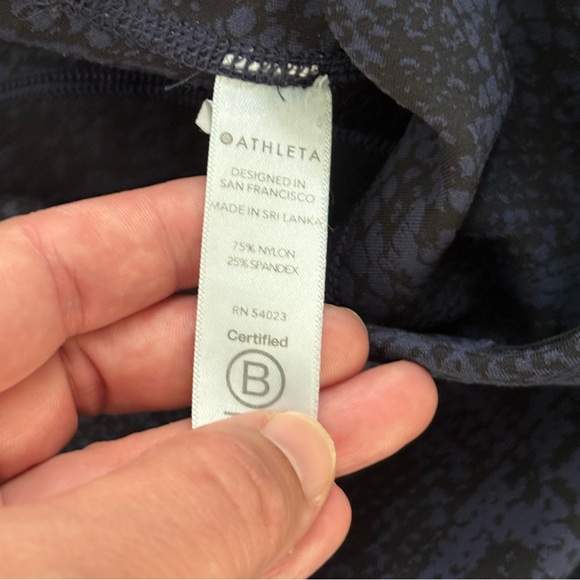 ATHLETA
DESIGNED IN
SAN FRANCISCO
MADE IN SRI LANKA
75% NYLON
25% SPANDEX
RN 54023
Certified
B